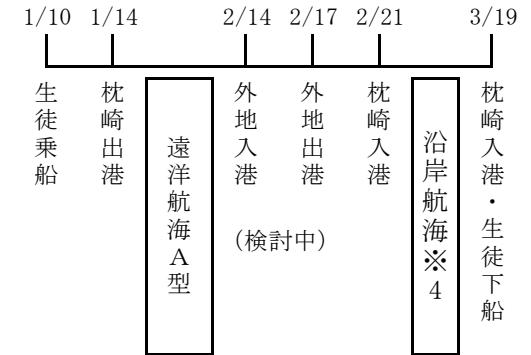 1/10 1/14 2/14 2/17 2/21 3/19
生徒乗船
枕崎出港
遠洋航海A型
外地入港
外地出港
(検討中)
枕崎入港
沿岸航海※4
枕崎入港・生徒下船